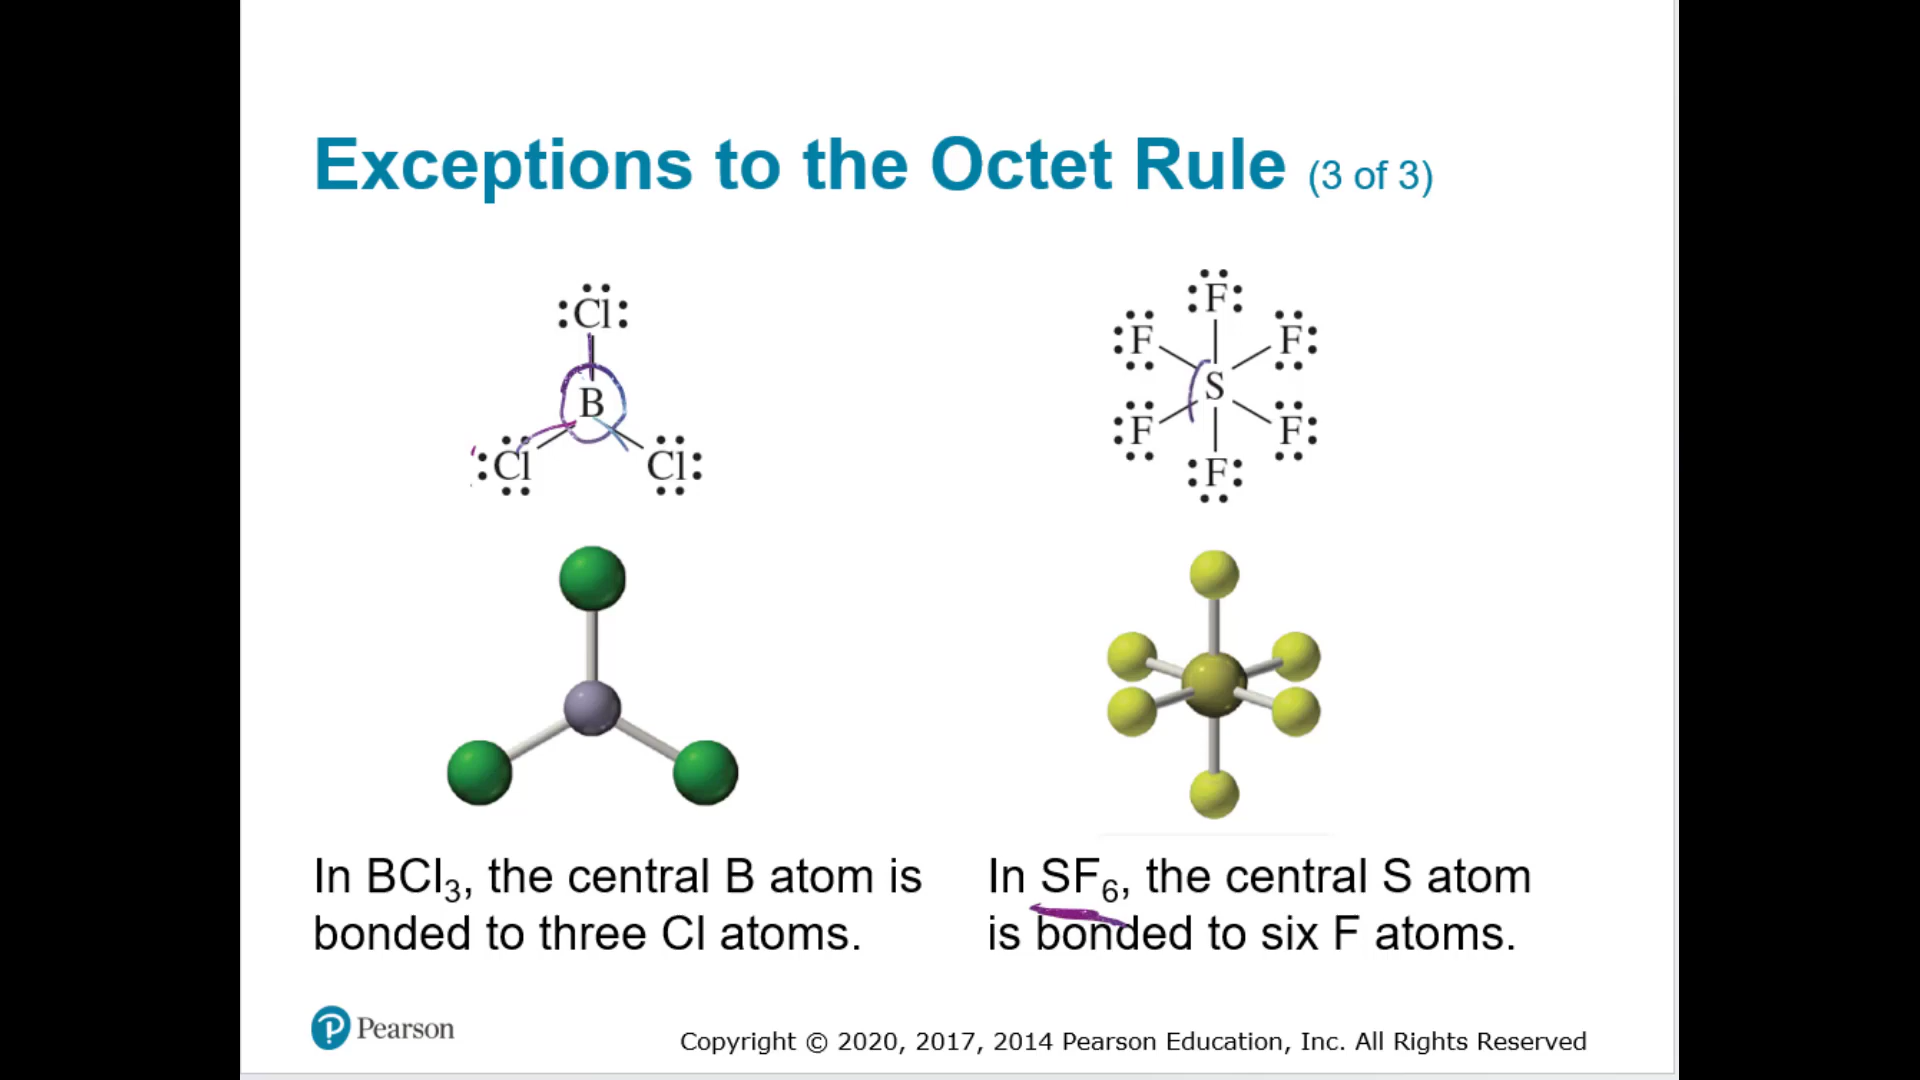 Exceptions to the Octet Rule (3 of 3)
:Cl:
B
:Cl
Cl:
:F:
:F
F:
S
:F
F:
:F:
In BCl₃, the central B atom is
bonded to three Cl atoms.
In SF₆, the central S atom
is bonded to six F atoms.
Pearson
Copyright © 2020, 2017, 2014 Pearson Education, Inc. All Rights Reserved